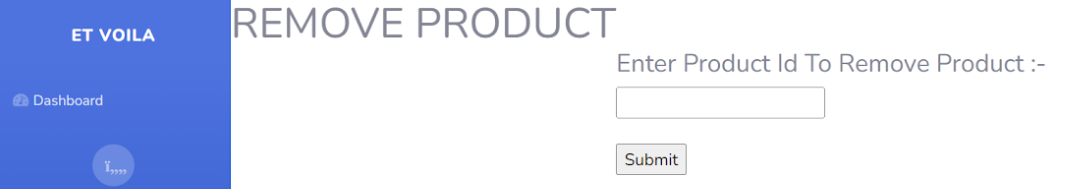 ET VOILA
REMOVE PRODUCT
Enter Product Id To Remove Product :-
Dashboard
Submit